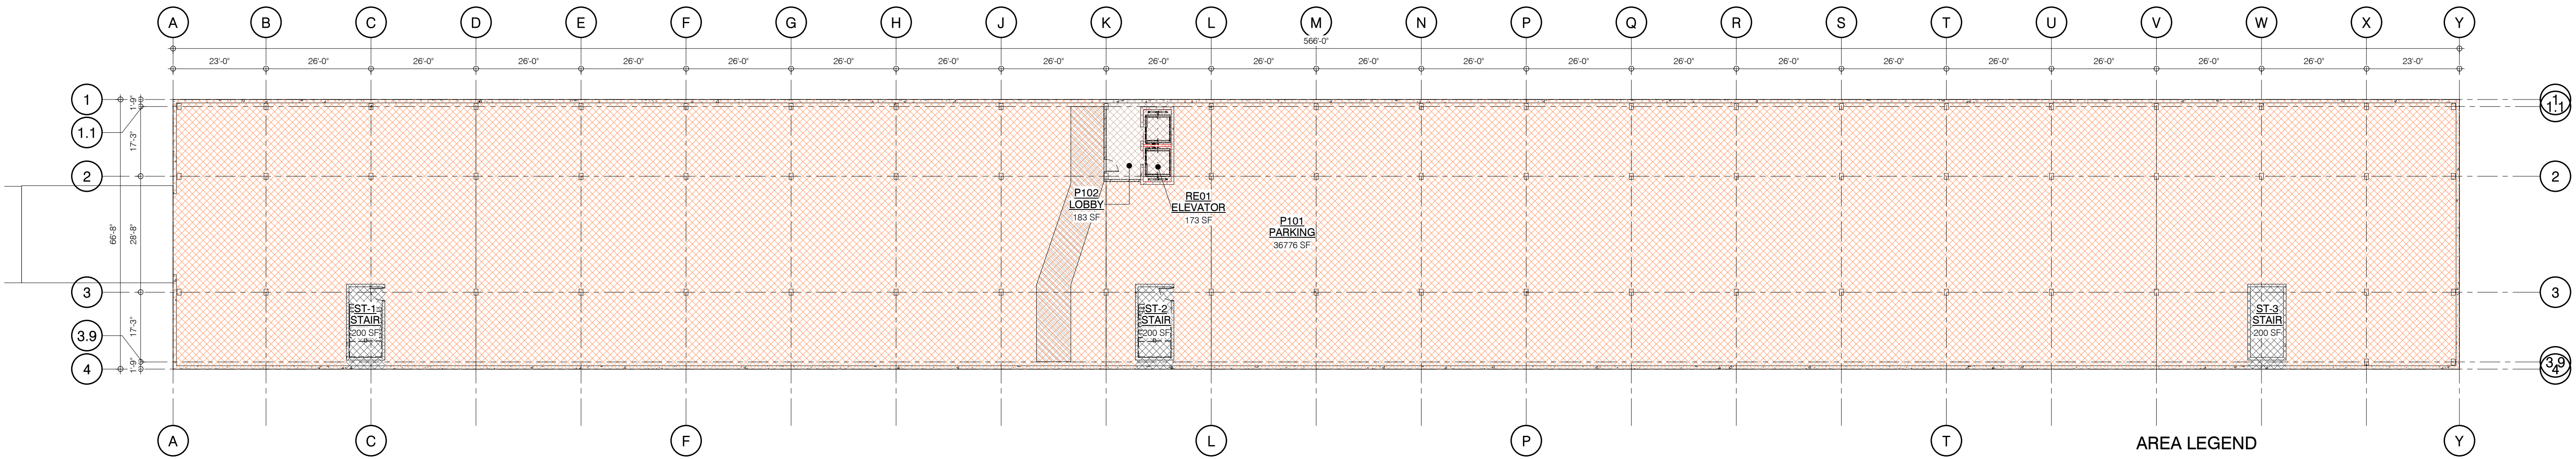 A B C D E F G H J K L M N P Q R S T U V W X Y
566'-0"
23'-0" 26'-0" 26'-0" 26'-0" 26'-0" 26'-0" 26'-0" 26'-0" 26'-0" 26'-0" 26'-0" 26'-0" 26'-0" 26'-0" 26'-0" 26'-0" 26'-0" 26'-0" 26'-0" 26'-0" 26'-0" 23'-0"
1
1'-9"
1
1.1
1.1
17'-3"
2
2
P102
LOBBY
183 SF
RE01
ELEVATOR
173 SF
P101
PARKING
36776 SF
66'-8"
28'-8"
3
3
ST-1
STAIR
200 SF
ST-2
STAIR
200 SF
ST-3
STAIR
200 SF
17'-3"
3.9
3.9
1'-9"
4
4
A C F L P T Y
AREA LEGEND